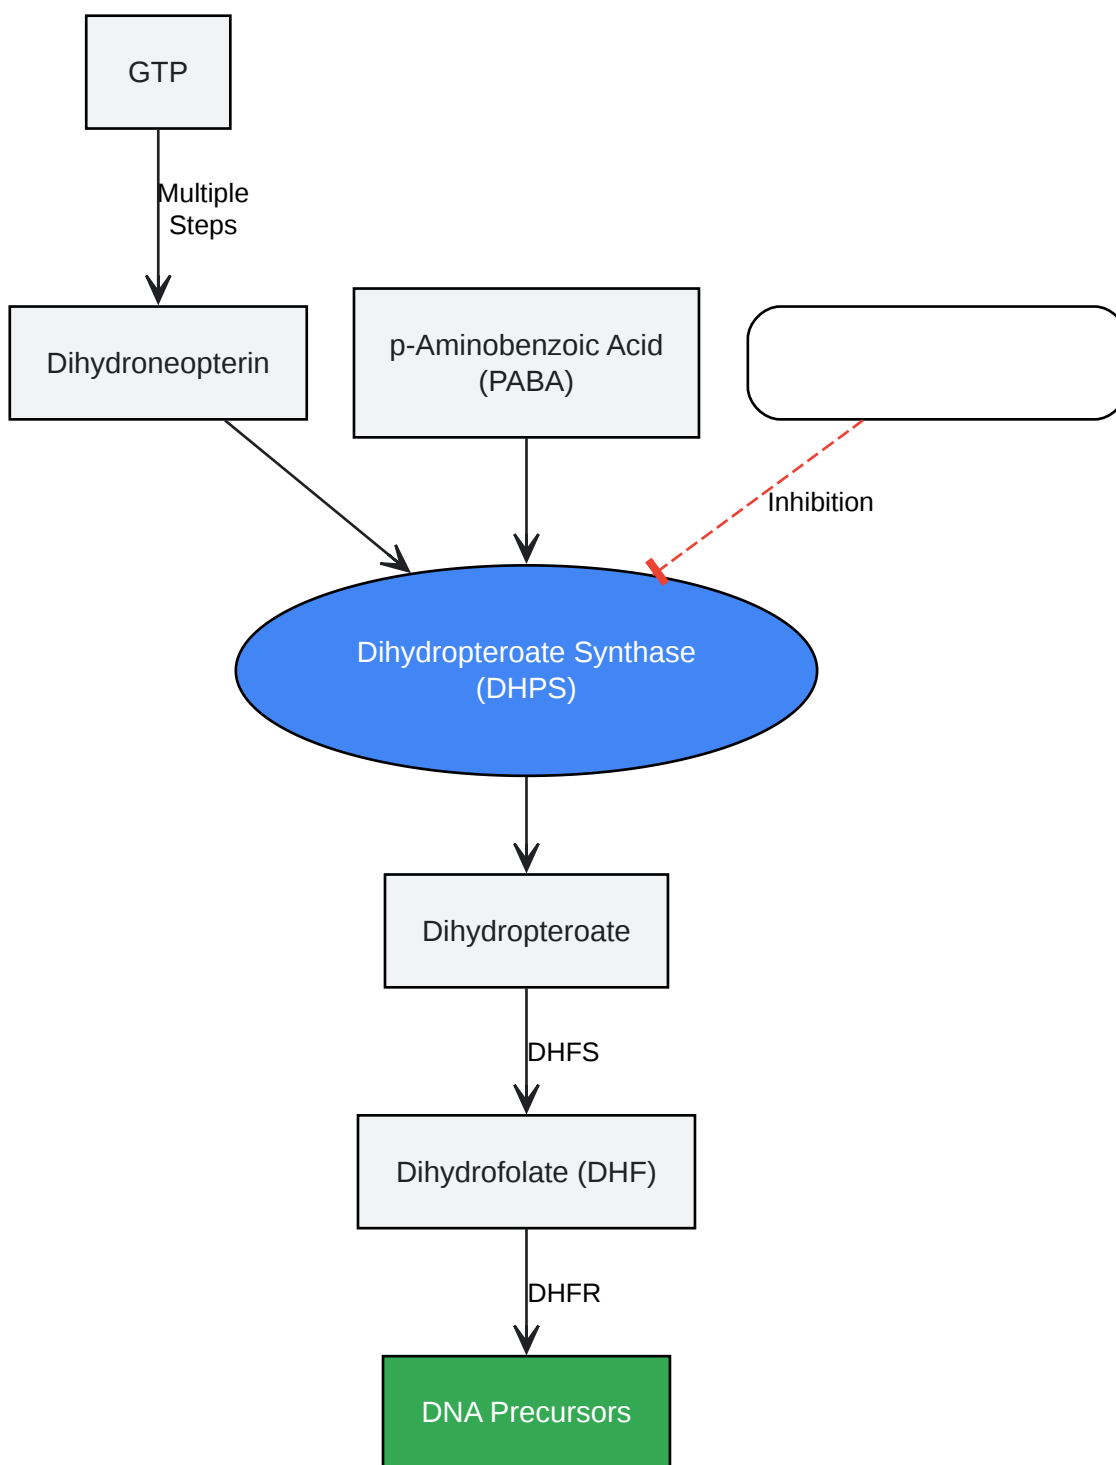 GTP
Multiple
Steps
Dihydroneopterin
p-Aminobenzoic Acid
(PABA)
Inhibition
Dihydropteroate Synthase
(DHPS)
Dihydropteroate
DHFS
Dihydrofolate (DHF)
DHFR
DNA Precursors